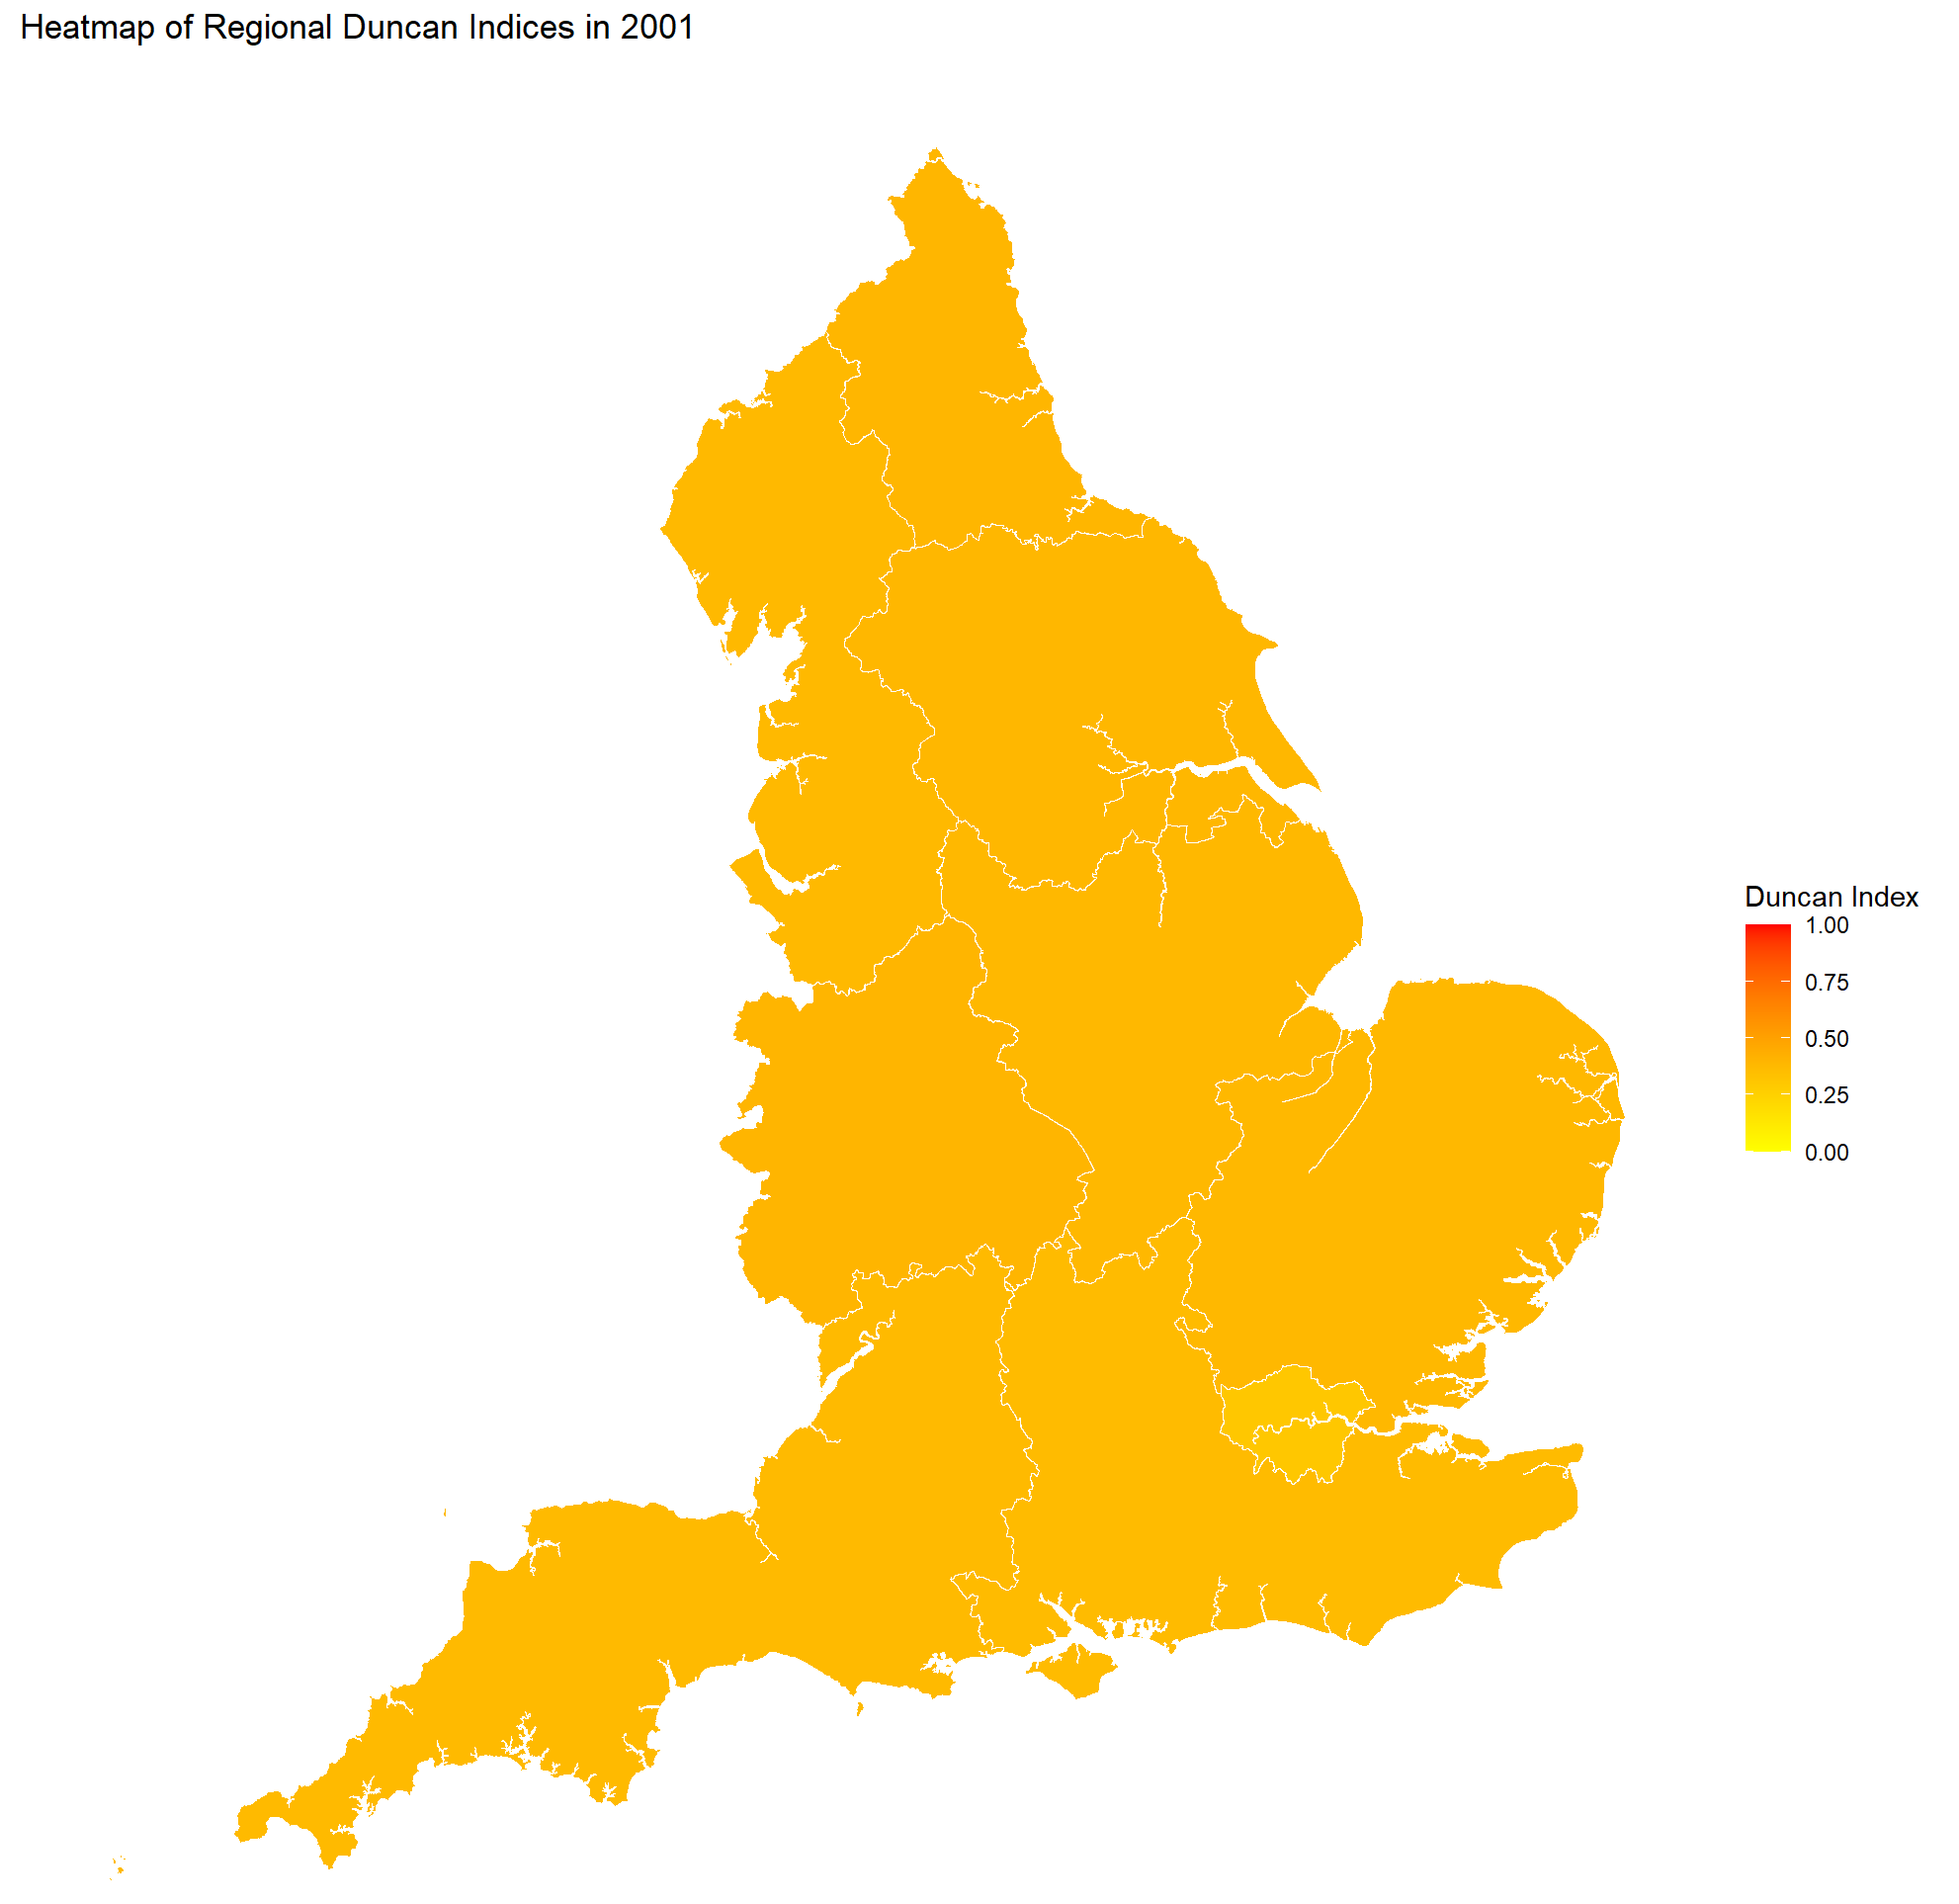 Heatmap of Regional Duncan Indices in 2001
Duncan Index
1.00
0.75
0.50
0.25
0.00